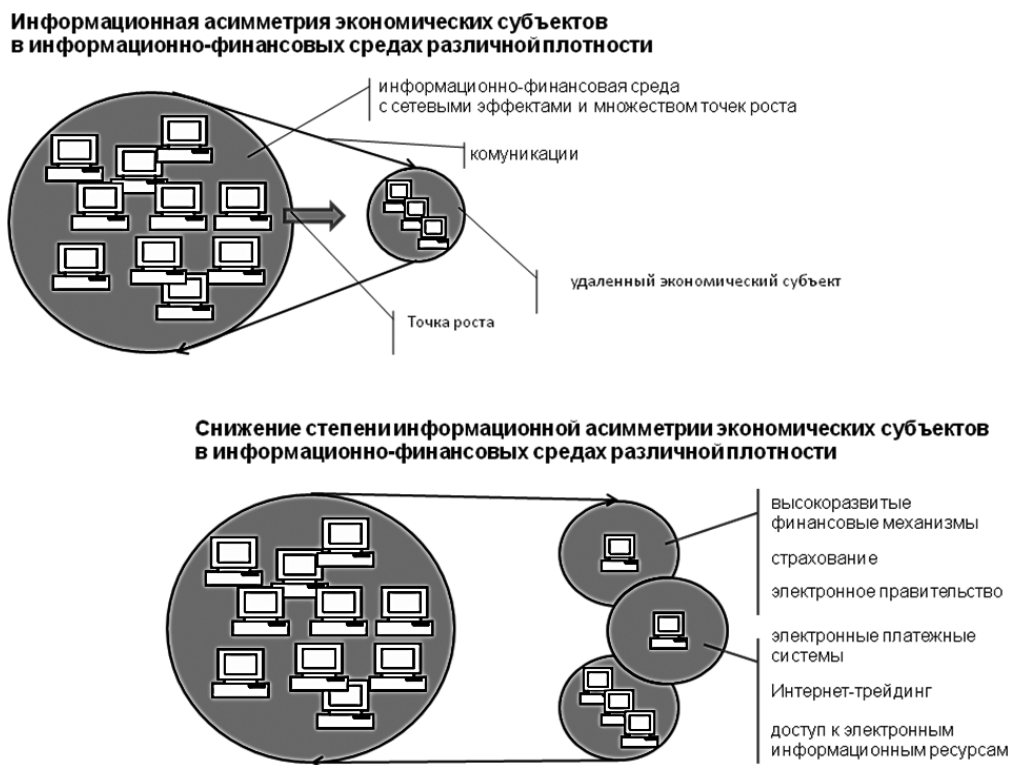 Информационная асимметрия экономических субъектов
в информационно-финансовых средах различной плотности
информационно-финансовая среда
с сетевыми эффектами и множеством точек роста
комуникации
удаленный экономический субъект
Точка роста
Снижение степени информационной асимметрии экономических субъектов
в информационно-финансовых средах различной плотности
высокоразвитые
финансовые механизмы
страхование
электронное правительство
электронные платежные
системы
Интернет-трейдинг
доступ к электронным
информационным ресурсам